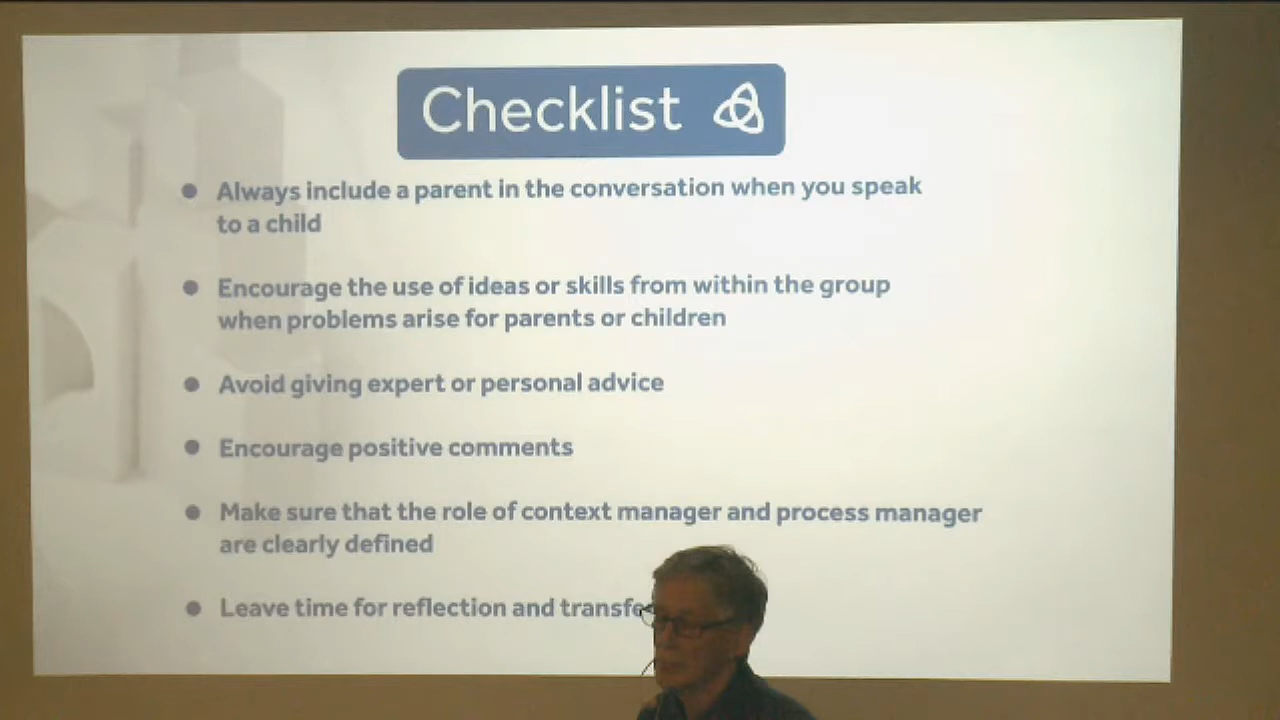 Checklist
Always include a parent in the conversation when you speak
to a child
Encourage the use of ideas or skills from within the group
when problems arise for parents or children
Avoid giving expert or personal advice
Encourage positive comments
Make sure that the role of context manager and process manager
are clearly defined
Leave time for reflection and